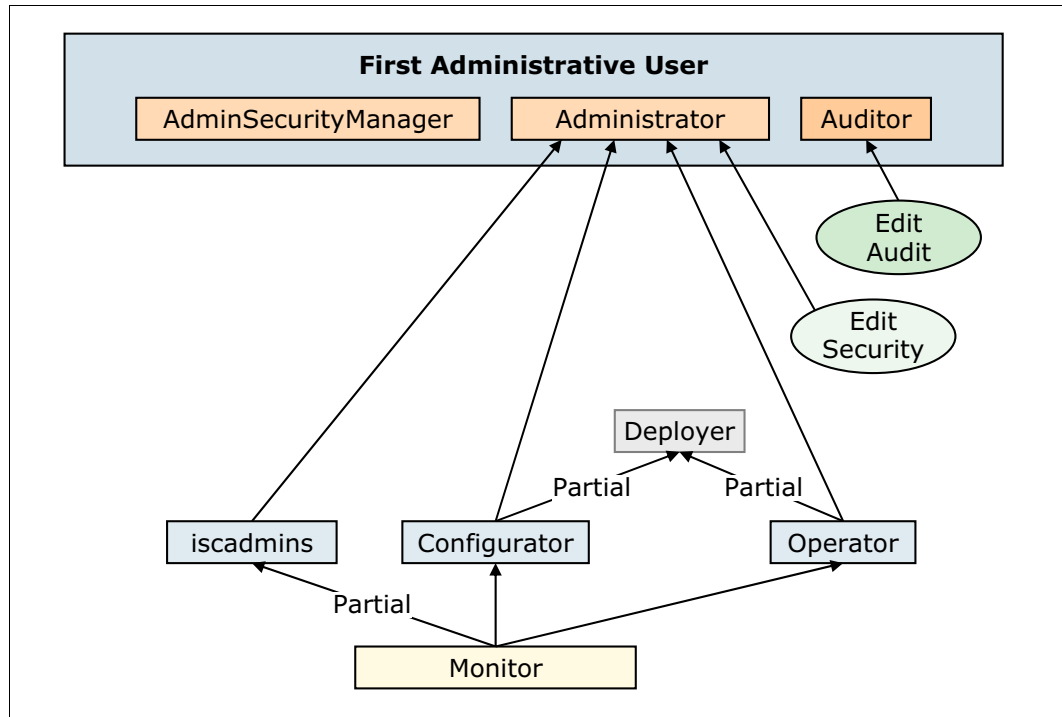 First Administrative User
AdminSecurityManager
Administrator
Auditor
Edit
Audit
Edit
Security
Deployer
Partial
Partial
iscadmins
Configurator
Operator
Partial
Monitor